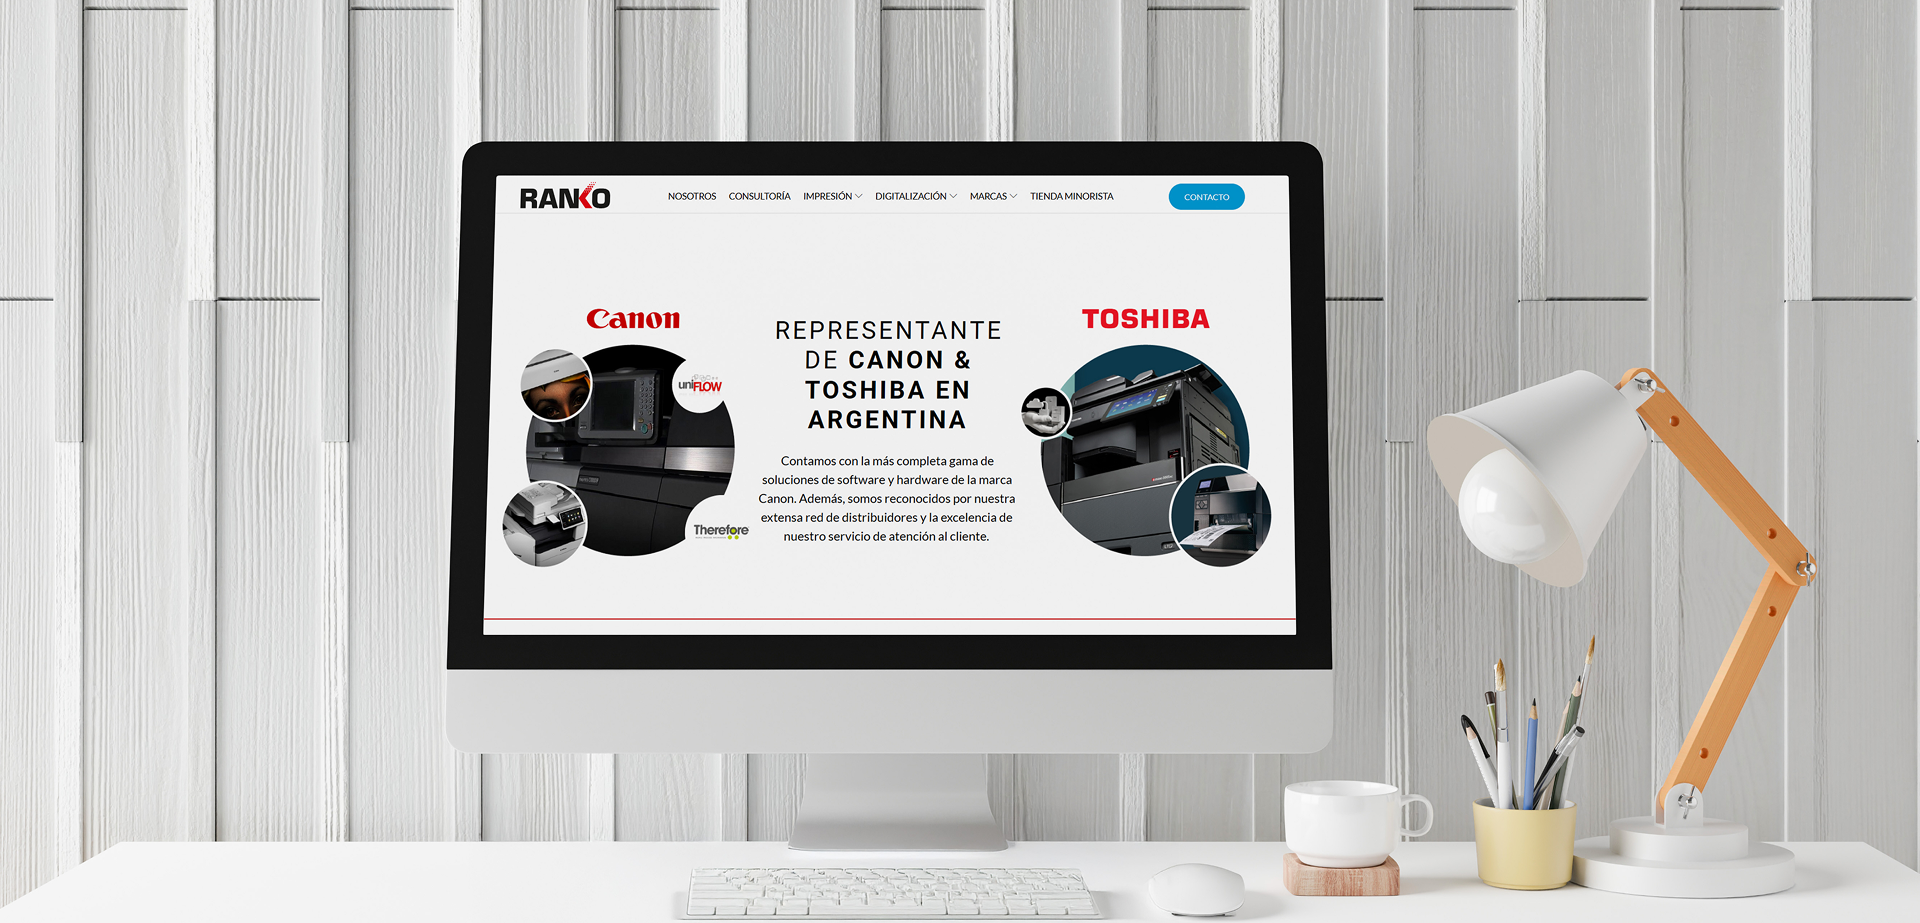 RANKO
NOSOTROS
CONSULTORÍA
IMPRESIÓN
DIGITALIZACIÓN
MARCAS
TIENDA MINORISTA
CONTACTO
Canon
uniFLOW
Therefore
REPRESENTANTE
DE CANON &
TOSHIBA EN
ARGENTINA
Contamos con la más completa gama de
soluciones de software y hardware de la marca
Canon. Además, somos reconocidos por nuestra
extensa red de distribuidores y la excelencia de
nuestro servicio de atención al cliente.
TOSHIBA